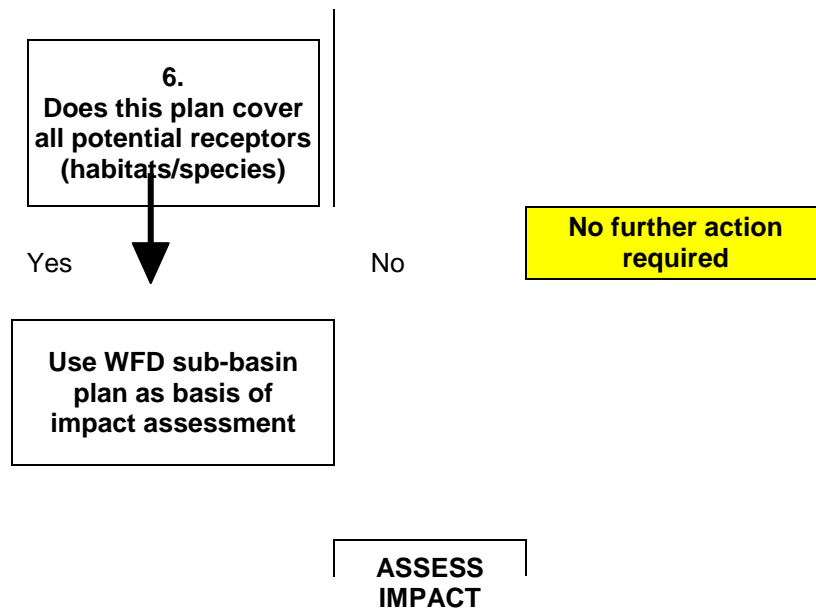 6.
Does this plan cover
all potential receptors
(habitats/species)
No further action
required
Yes
No
Use WFD sub-basin
plan as basis of
impact assessment
ASSESS
IMPACT